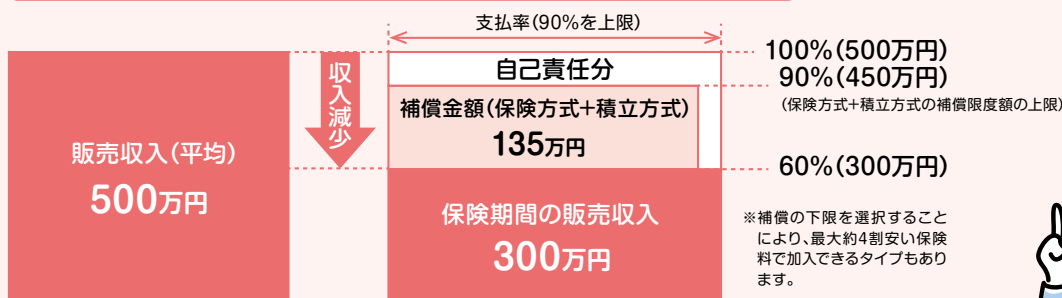 支払率(90%を上限)
100%(500万円)
90%(450万円)
(保険方式+積立方式の補償限度額の上限)
60%(300万円)
収入減少
自己責任分
補償金額(保険方式+積立方式)
135万円
販売収入(平均)
500万円
保険期間の販売収入
300万円
※補償の下限を選択すること
により、最大約4割安い保険
料で加入できるタイプもあり
ます。